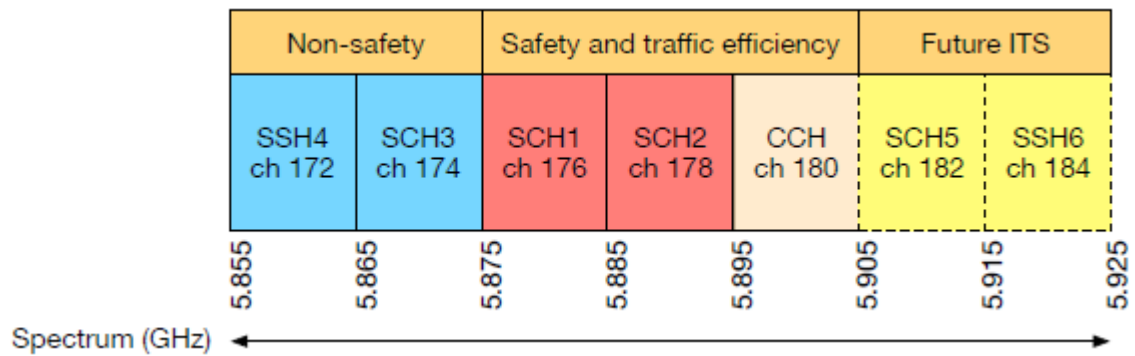 Non-safety
Safety and traffic efficiency
Future ITS
SSH4
ch 172
SCH3
ch 174
SCH1
ch 176
SCH2
ch 178
CCH
ch 180
SCH5
ch 182
SSH6
ch 184
5.855
5.865
5.875
5.885
5.895
5.905
5.915
5.925
Spectrum (GHz)